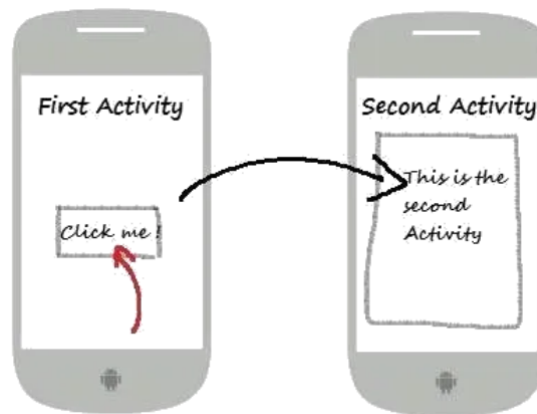 First Activity
Click me!
Second Activity
This is the
second
Activity